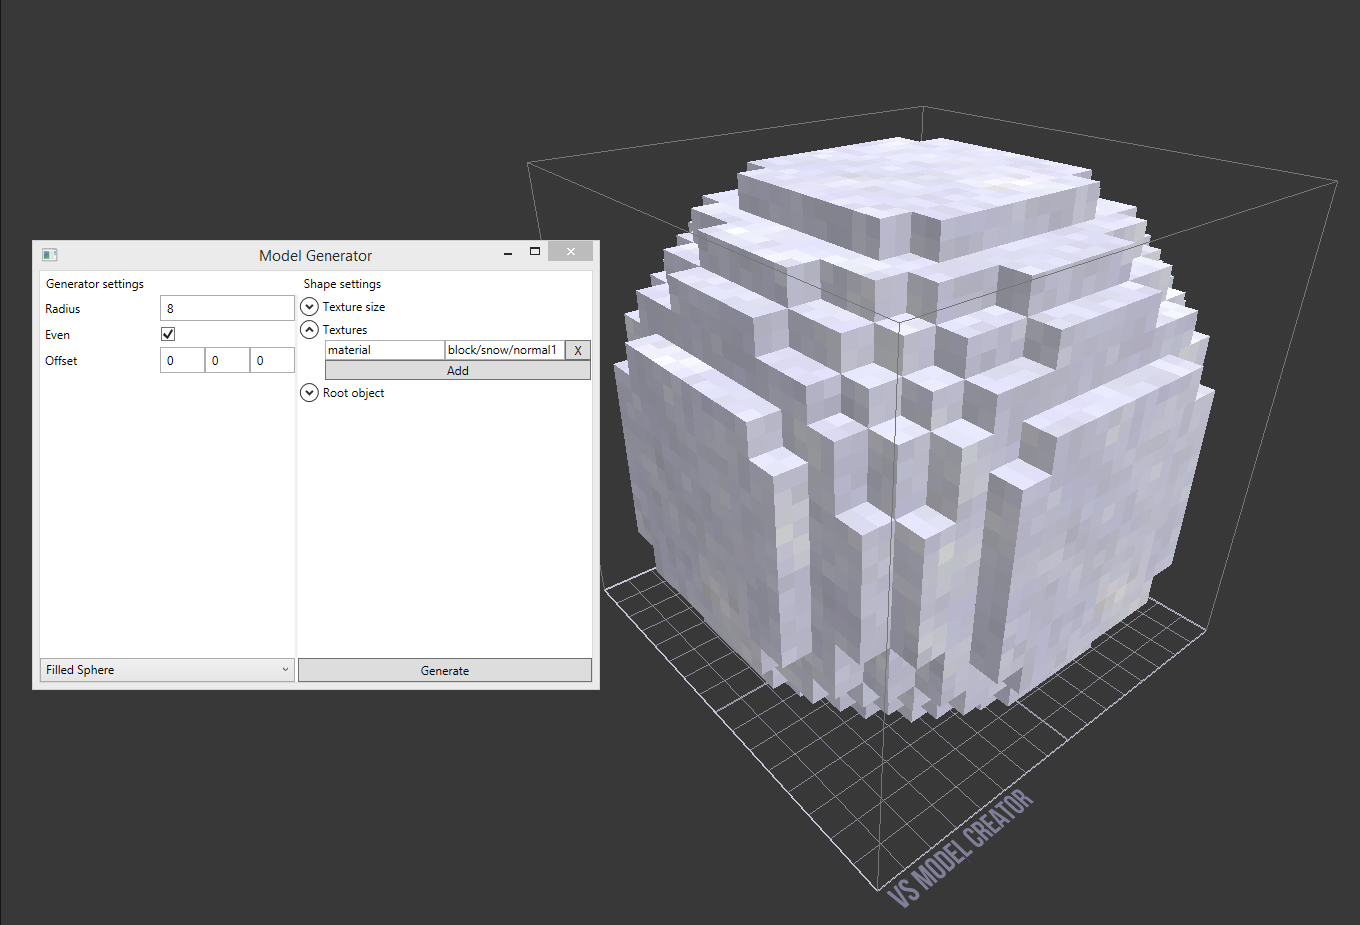 Model Generator
Generator settings
Radius
8
Even
Offset
0 0 0
Shape settings
Texture size
Textures
material block/snow/normal1 X
Add
Root object
Filled Sphere
Generate
VS MODEL CREATOR